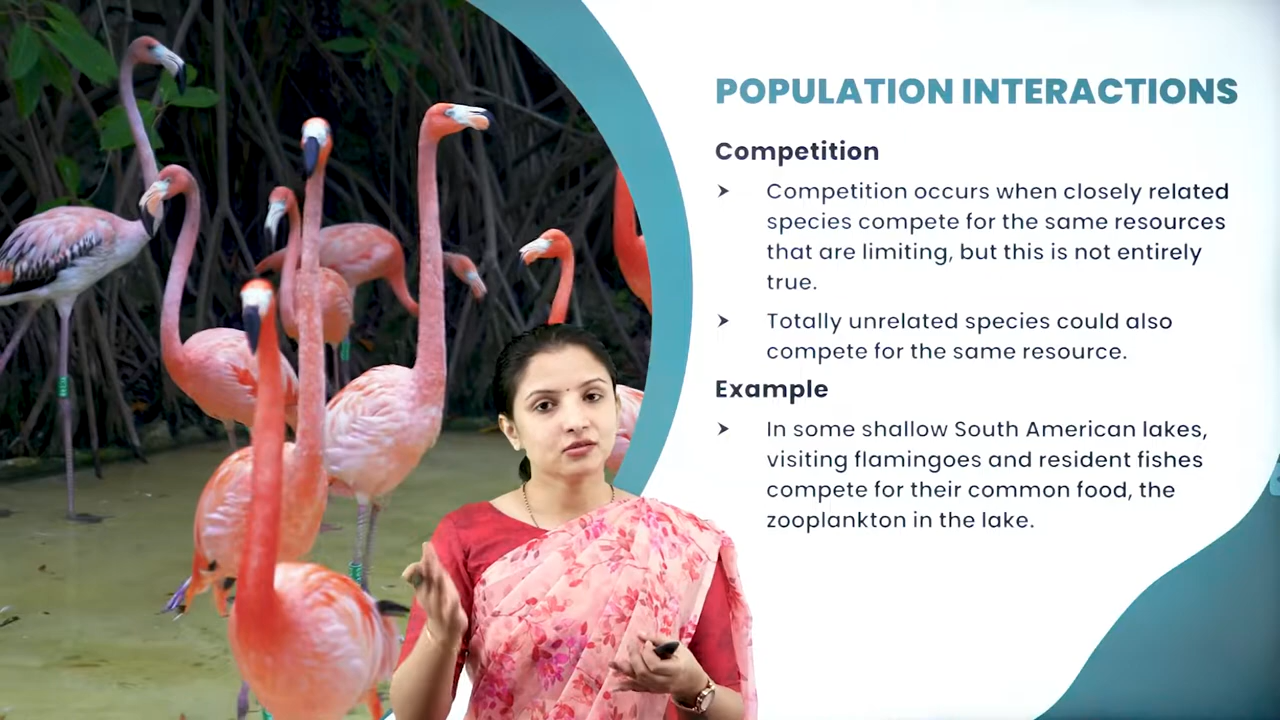 POPULATION INTERACTIONS
Competition
➤ Competition occurs when closely related
species compete for the same resources
that are limiting, but this is not entirely
true.
➤ Totally unrelated species could also
compete for the same resource.
Example
➤ In some shallow South American lakes,
visiting flamingoes and resident fishes
compete for their common food, the
zooplankton in the lake.